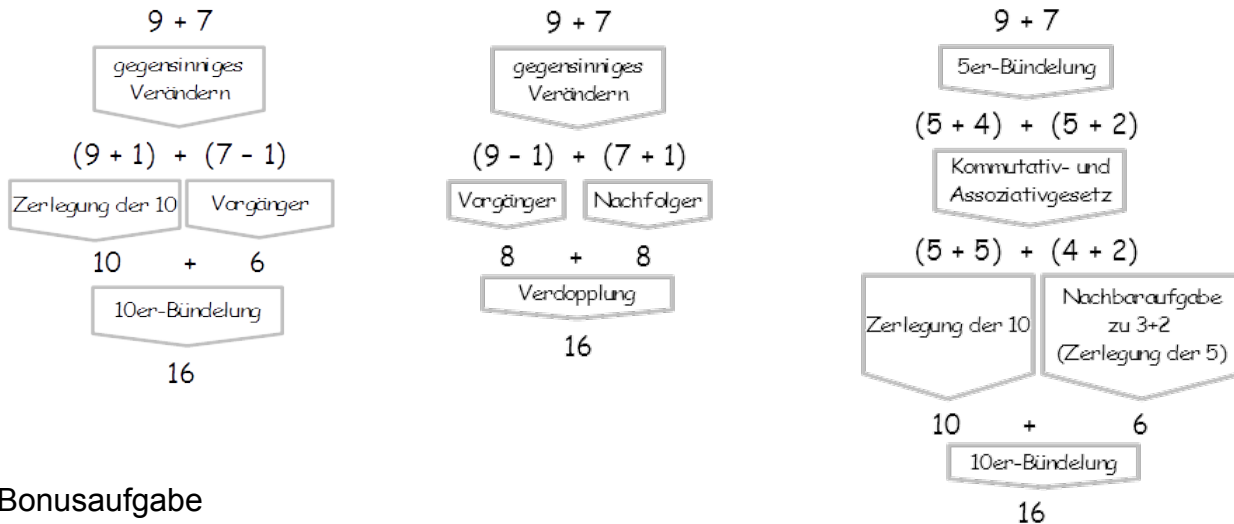 9 + 7
gegensinniges
Verändern
(9 + 1) + (7 - 1)
Zerlegung der 10
Vorgänger
10 + 6
10er-Bündelung
16
9 + 7
gegensinniges
Verändern
(9 - 1) + (7 + 1)
Vorgänger
Nachfolger
8 + 8
Verdopplung
16
9 + 7
5er-Bündelung
(5 + 4) + (5 + 2)
Kommutativ- und
Assoziativgesetz
(5 + 5) + (4 + 2)
Zerlegung der 10
Nachbaraufgabe
zu 3+2
(Zerlegung der 5)
10 + 6
10er-Bündelung
16
Bonusaufgabe